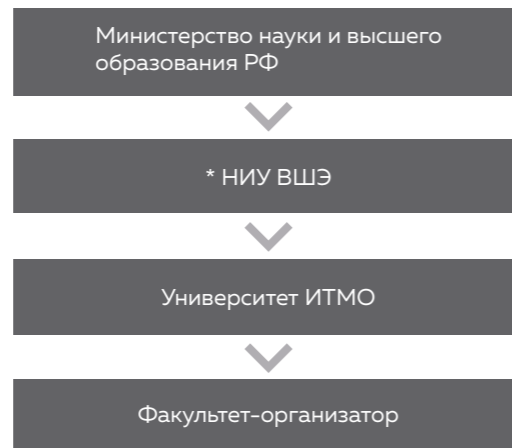 Министерство науки и высшего
образования РФ
* НИУ ВШЭ
Университет ИТМО
Факультет-организатор